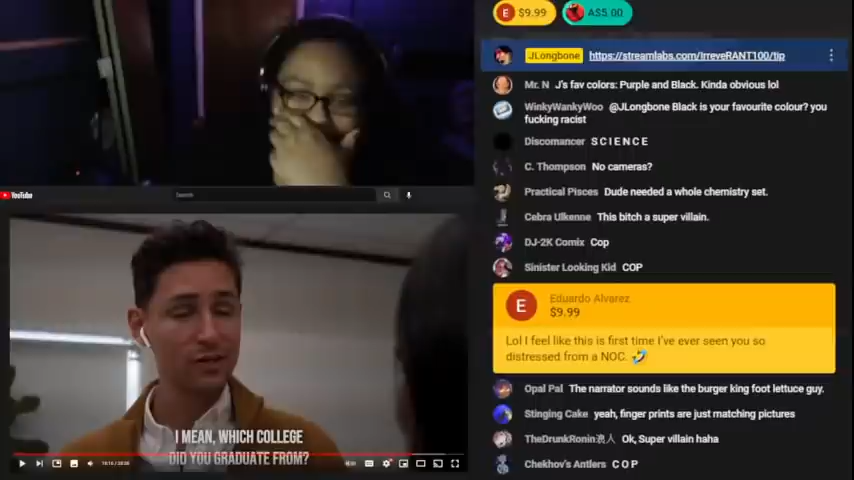 E $9.99
A$5.00
JLongbone https://streamlabs.com/IrreveRANT100/tip
Mr. N J's fav colors: Purple and Black. Kinda obvious lol
WinkyWankyWoo @JLongbone Black is your favourite colour? you
fucking racist
Discomancer S C I E N C E
C. Thompson No cameras?
Practical Pisces Dude needed a whole chemistry set.
Cebra Ulkenne This bitch a super villain.
DJ-2K Comix Cop
Sinister Looking Kid COP
E
Eduardo Alvarez
$9.99
Lol I feel like this is first time I've ever seen you so
distressed from a NOC.
Opal Pal The narrator sounds like the burger king foot lettuce guy.
Stinging Cake yeah, finger prints are just matching pictures
TheDrunkRonin浪人 Ok, Super villain haha
Chekhov's Antlers C O P
YouTube
Search
I MEAN, WHICH COLLEGE
DID YOU GRADUATE FROM?